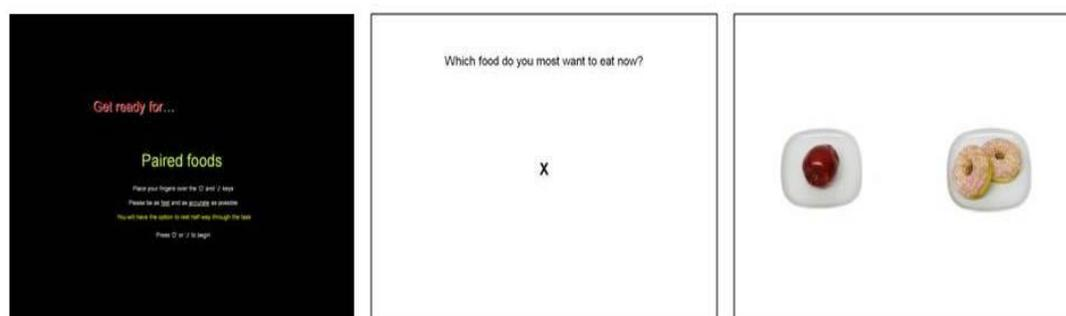 Get ready for...
Paired foods
Place your fingers over the 'D' and 'J' keys
Please be as fast and as accurate as possible
You will have the option to rest half way through the task
Press 'D' or 'J' to begin
Which food do you most want to eat now?
X